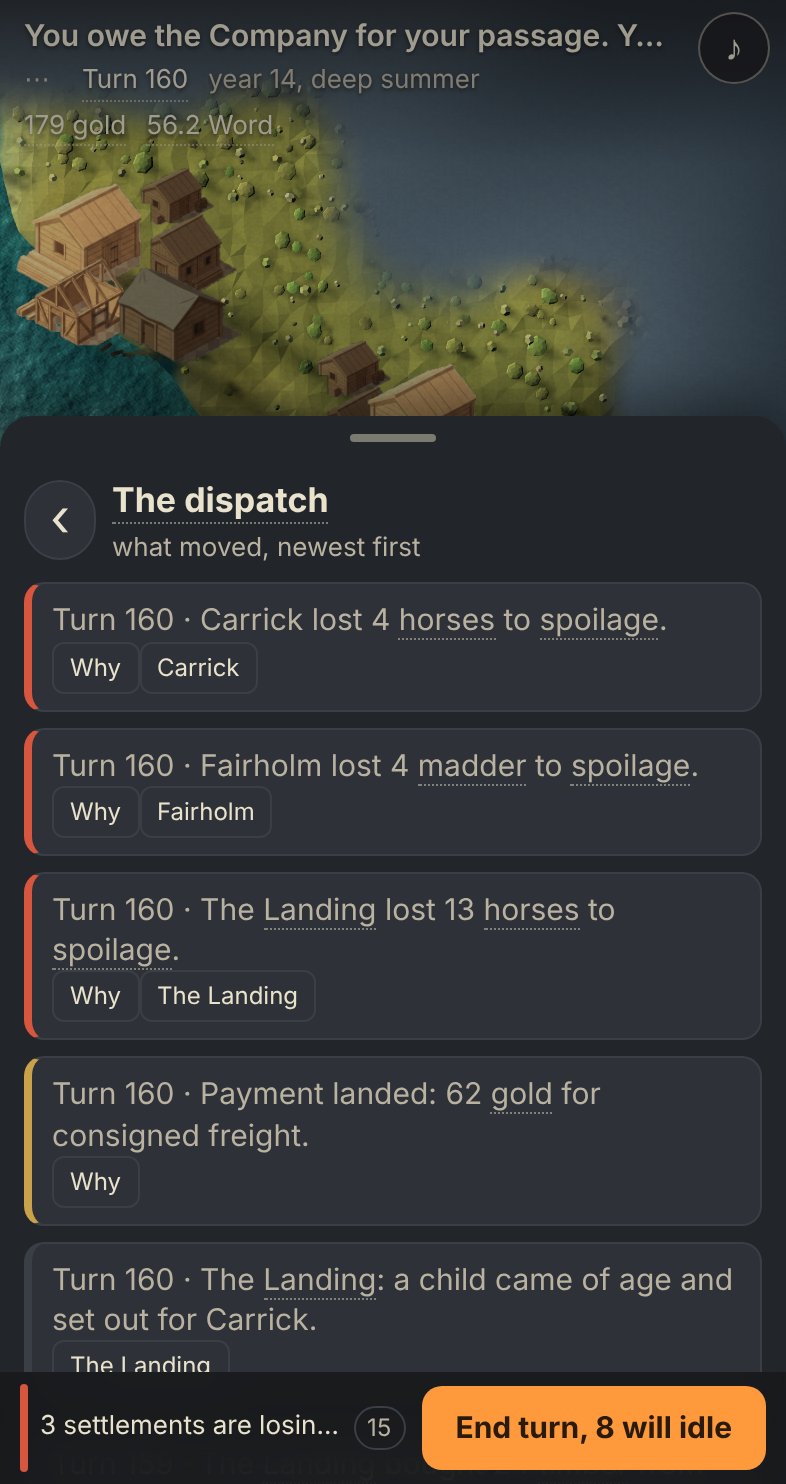 You owe the Company for your passage. Y...
... Turn 160 year 14, deep summer
179 gold 56.2 Word
The dispatch
what moved, newest first
Turn 160 · Carrick lost 4 horses to spoilage.
Why Carrick
Turn 160 · Fairholm lost 4 madder to spoilage.
Why Fairholm
Turn 160 · The Landing lost 13 horses to
spoilage.
Why The Landing
Turn 160 · Payment landed: 62 gold for
consigned freight.
Why
Turn 160 · The Landing: a child came of age and
set out for Carrick.
The Landing
3 settlements are losin... 15 End turn, 8 will idle